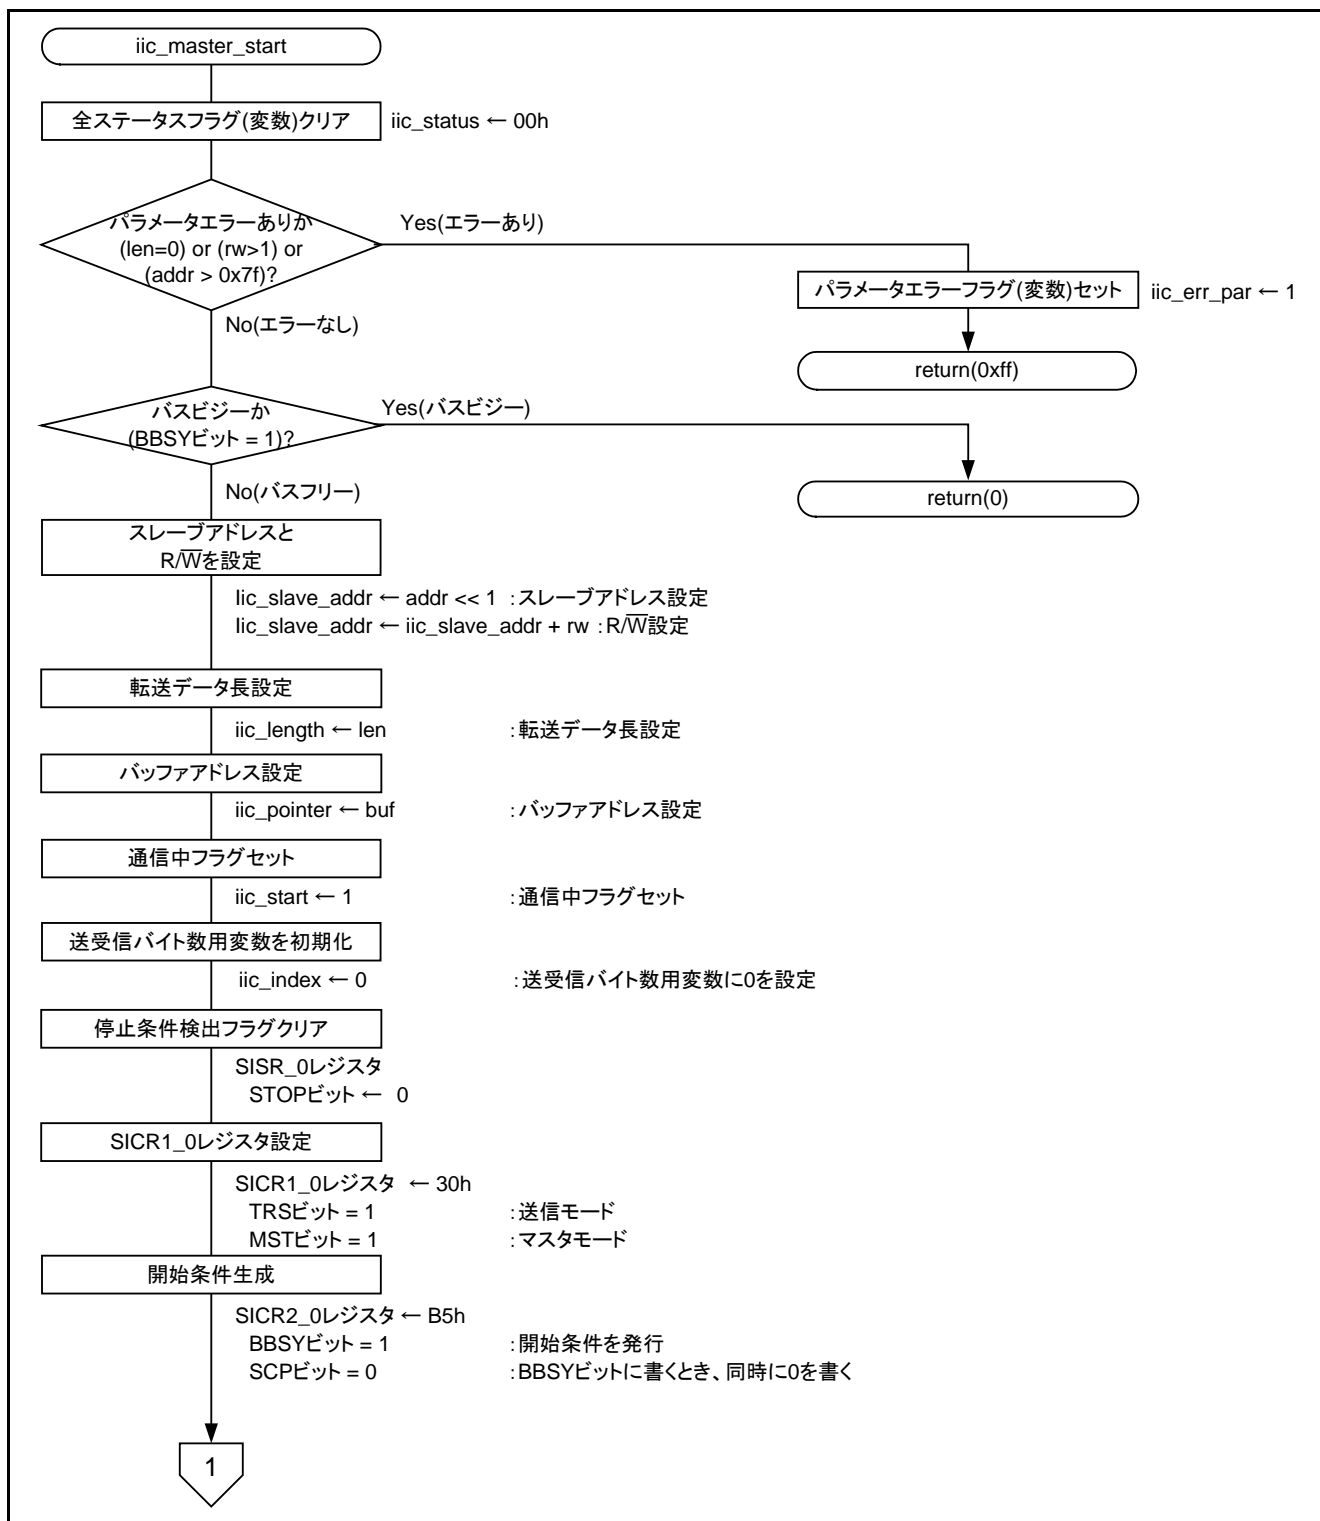 iic_master_start
全ステータスフラグ(変数)クリア iic_status ← 00h
パラメータエラーありか
(len=0) or (rw>1) or
(addr > 0x7f)?
Yes(エラーあり)
パラメータエラーフラグ(変数)セット iic_err_par ← 1
No(エラーなし)
return(0xff)
バスビジーか
(BBSYビット = 1)?
Yes(バスビジー)
No(バスフリー)
return(0)
スレーブアドレスと
R/W̅を設定
Iic_slave_addr ← addr << 1 :スレーブアドレス設定
Iic_slave_addr ← iic_slave_addr + rw :R/W̅設定
転送データ長設定
iic_length ← len :転送データ長設定
バッファアドレス設定
iic_pointer ← buf :バッファアドレス設定
通信中フラグセット
iic_start ← 1 :通信中フラグセット
送受信バイト数用変数を初期化
iic_index ← 0 :送受信バイト数用変数に0を設定
停止条件検出フラグクリア
SISR_0レジスタ
STOPビット ← 0
SICR1_0レジスタ設定
SICR1_0レジスタ ← 30h
TRSビット = 1 :送信モード
MSTビット = 1 :マスタモード
開始条件生成
SICR2_0レジスタ ← B5h
BBSYビット = 1 :開始条件を発行
SCPビット = 0 :BBSYビットに書くとき、同時に0を書く
1